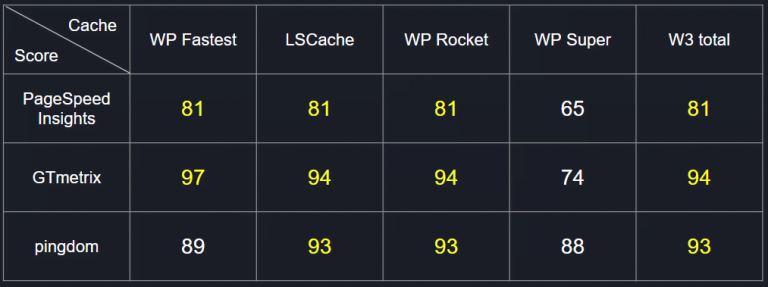 Cache
Score
WP Fastest LSCache WP Rocket WP Super W3 total
PageSpeed
Insights
81 81 81 65 81
GTmetrix 97 94 94 74 94
pingdom 89 93 93 88 93